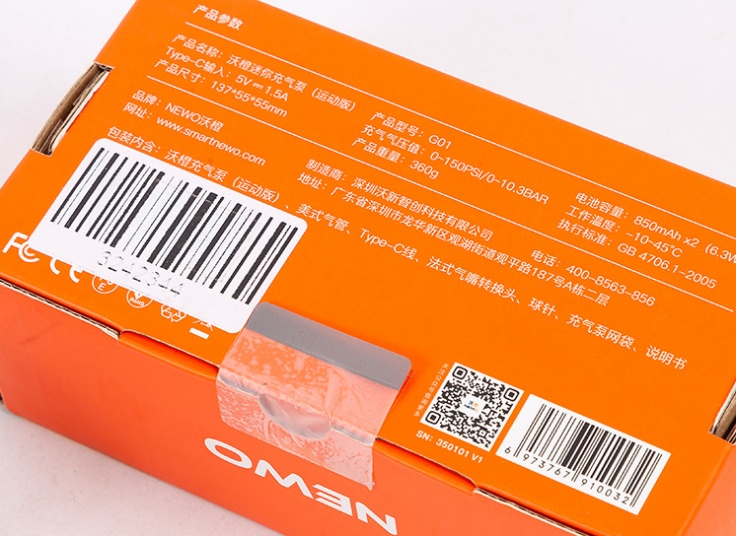 产品参数
产品名称：沃橙迷你充气泵（运动版）
Type-C输入：5V⎓1.5A
产品尺寸：137*55*55mm
产品型号：G01
充气气压值：0-150PSI/0-10.3BAR
产品重量：360g
电池容量：850mAh x2（6.3W
工作温度：-10-45℃
执行标准：GB 4706.1-2005
品牌：NEWO沃橙
网址：www.smartnewo.com
制造商：深圳沃新智创科技有限公司
地址：广东省深圳市龙华新区观湖街道观平路187号A栋二层
电话：400-8563-856
包装内含：沃橙充气泵（运动版）、美式气管、Type-C线、法式气嘴转换头、球针、充气泵网袋、说明书
FC CE
SN: 350101 V1
6 973767 910032
NEWO